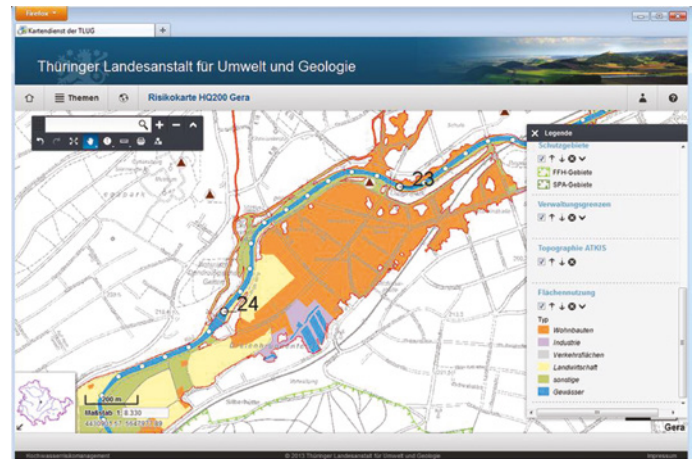 Firefox
Kartendienst der TLUG
Thüringer Landesanstalt für Umwelt und Geologie
Themen
Risikokarte HQ200 Gera
Legende
Schutzgebiete
FFH-Gebiete
SPA-Gebiete
Verwaltungsgrenzen
Topographie ATKIS
Flächennutzung
Typ
Wohnbauten
Industrie
Verkehrsflächen
Landwirtschaft
sonstige
Gewässer
23
24
200 m
Maßstab 1: 8.330
Gera
Hochwasserrisikomanagement
© 2013 Thüringer Landesanstalt für Umwelt und Geologie
Impressum